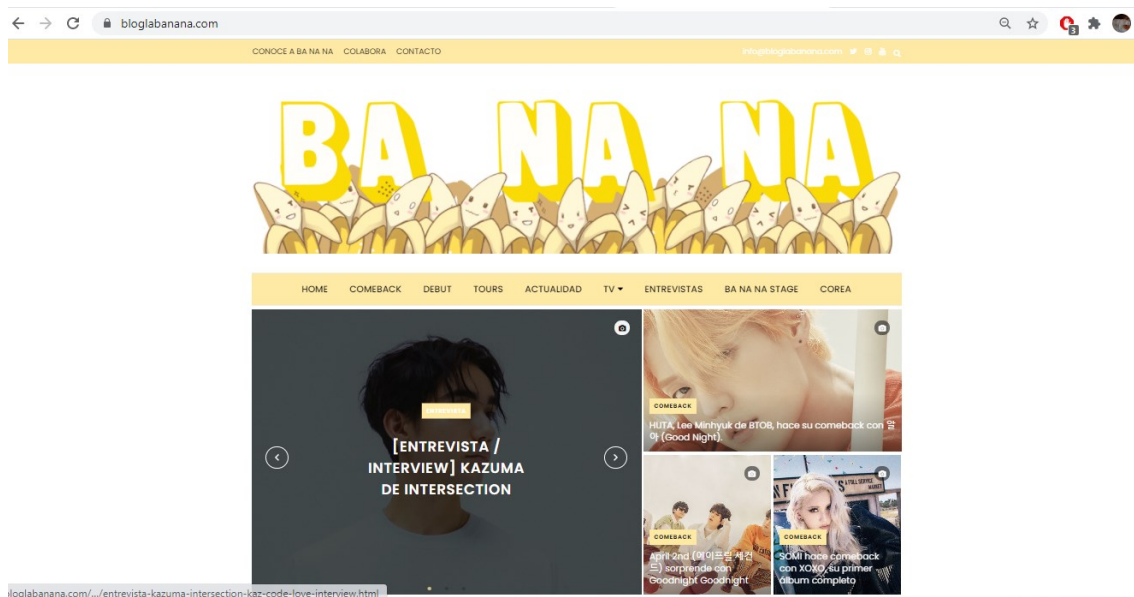 bloglabanana.com
3
CONOCE A BA NA NA COLABORA CONTACTO
info@bloglabanana.com
BA NA NA
HOME COMEBACK DEBUT TOURS ACTUALIDAD TV ENTREVISTAS BA NA NA STAGE COREA
ENTREVISTA
[ENTREVISTA /
INTERVIEW] KAZUMA
DE INTERSECTION
COMEBACK
HUTA, Lee Minhyuk de BTOB, hace su comeback con 알
아 (Good Night).
COMEBACK
April 2nd (에이프릴 세컨
드) sorprende con
Goodnight Goodnight
COMEBACK
SOMI hace comeback
con XOXO, su primer
álbum completo
bloglabanana.com/.../entrevista-kazuma-intersection-kaz-code-love-interview.html